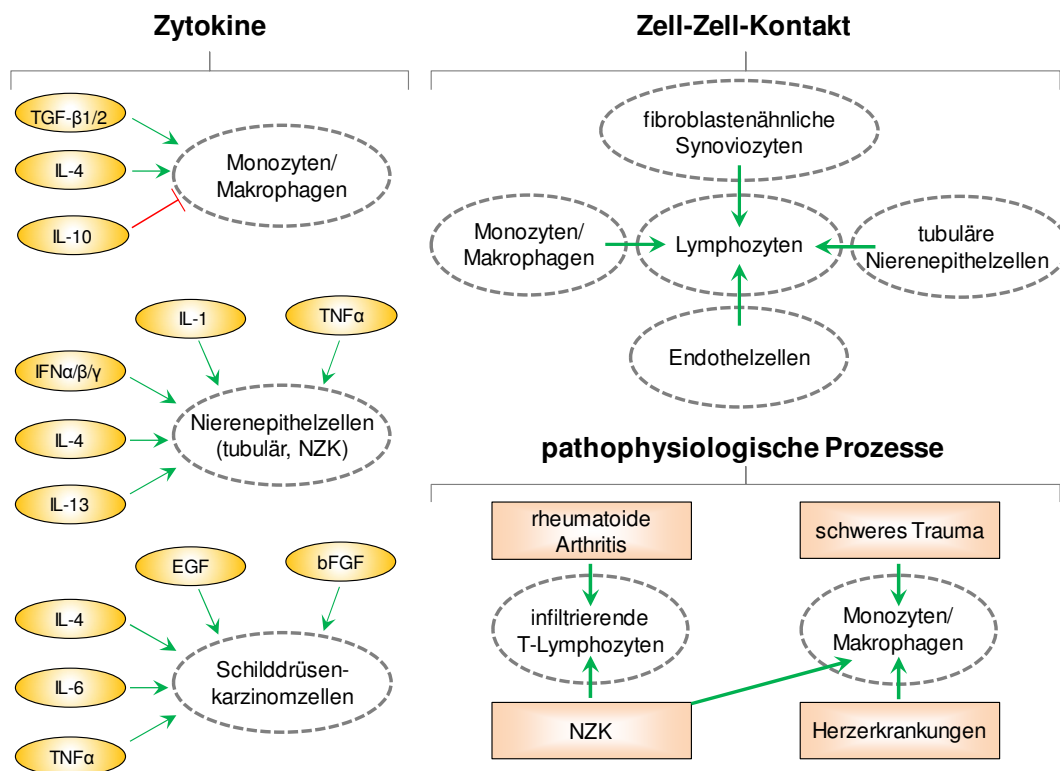 Zytokine
TGF-β1/2
IL-4
IL-10
Monozyten/
Makrophagen
IL-1
TNFα
IFNα/β/γ
IL-4
IL-13
Nierenepithelzellen
(tubulär, NZK)
EGF
bFGF
IL-4
IL-6
TNFα
Schilddrüsen-
karzinomzellen
Zell-Zell-Kontakt
fibroblastenähnliche
Synoviozyten
Monozyten/
Makrophagen
Lymphozyten
tubuläre
Nierenepithelzellen
Endothelzellen
pathophysiologische Prozesse
rheumatoide
Arthritis
schweres Trauma
infiltrierende
T-Lymphozyten
Monozyten/
Makrophagen
NZK
Herzerkrankungen